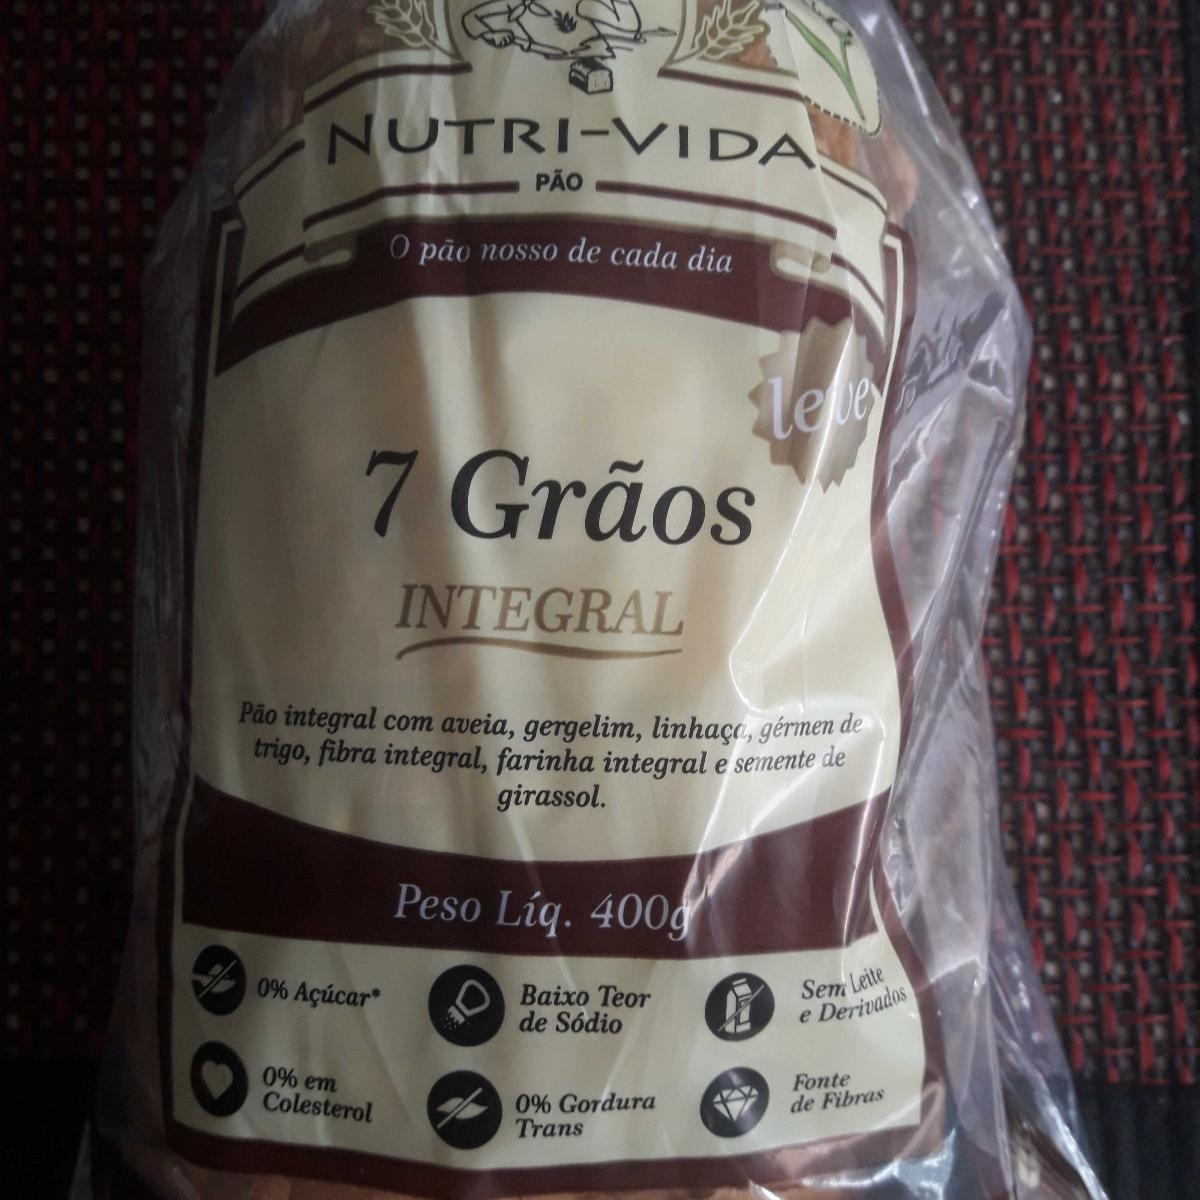 NUTRI-VIDA
PÃO
O pão nosso de cada dia
leve
7 Grãos
INTEGRAL
Pão integral com aveia, gergelim, linhaça, gérmen de
trigo, fibra integral, farinha integral e semente de
girassol.
Peso Líq. 400g
0% Açúcar*
Baixo Teor
de Sódio
Sem Leite
e Derivados
0% em
Colesterol
0% Gordura
Trans
Fonte
de Fibras